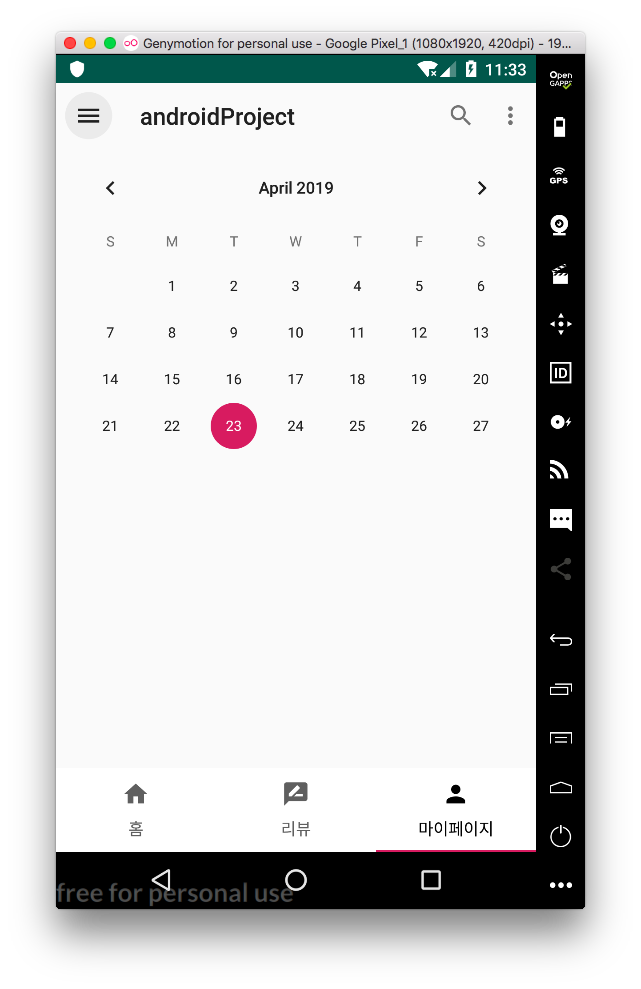 Genymotion for personal use - Google Pixel_1 (1080x1920, 420dpi) - 19...
11:33
Open
GAPPS
androidProject
GPS
April 2019
S M T W T F S
1 2 3 4 5 6
7 8 9 10 11 12 13
14 15 16 17 18 19 20
21 22 23 24 25 26 27
ID
홈 리뷰 마이페이지
free for personal use